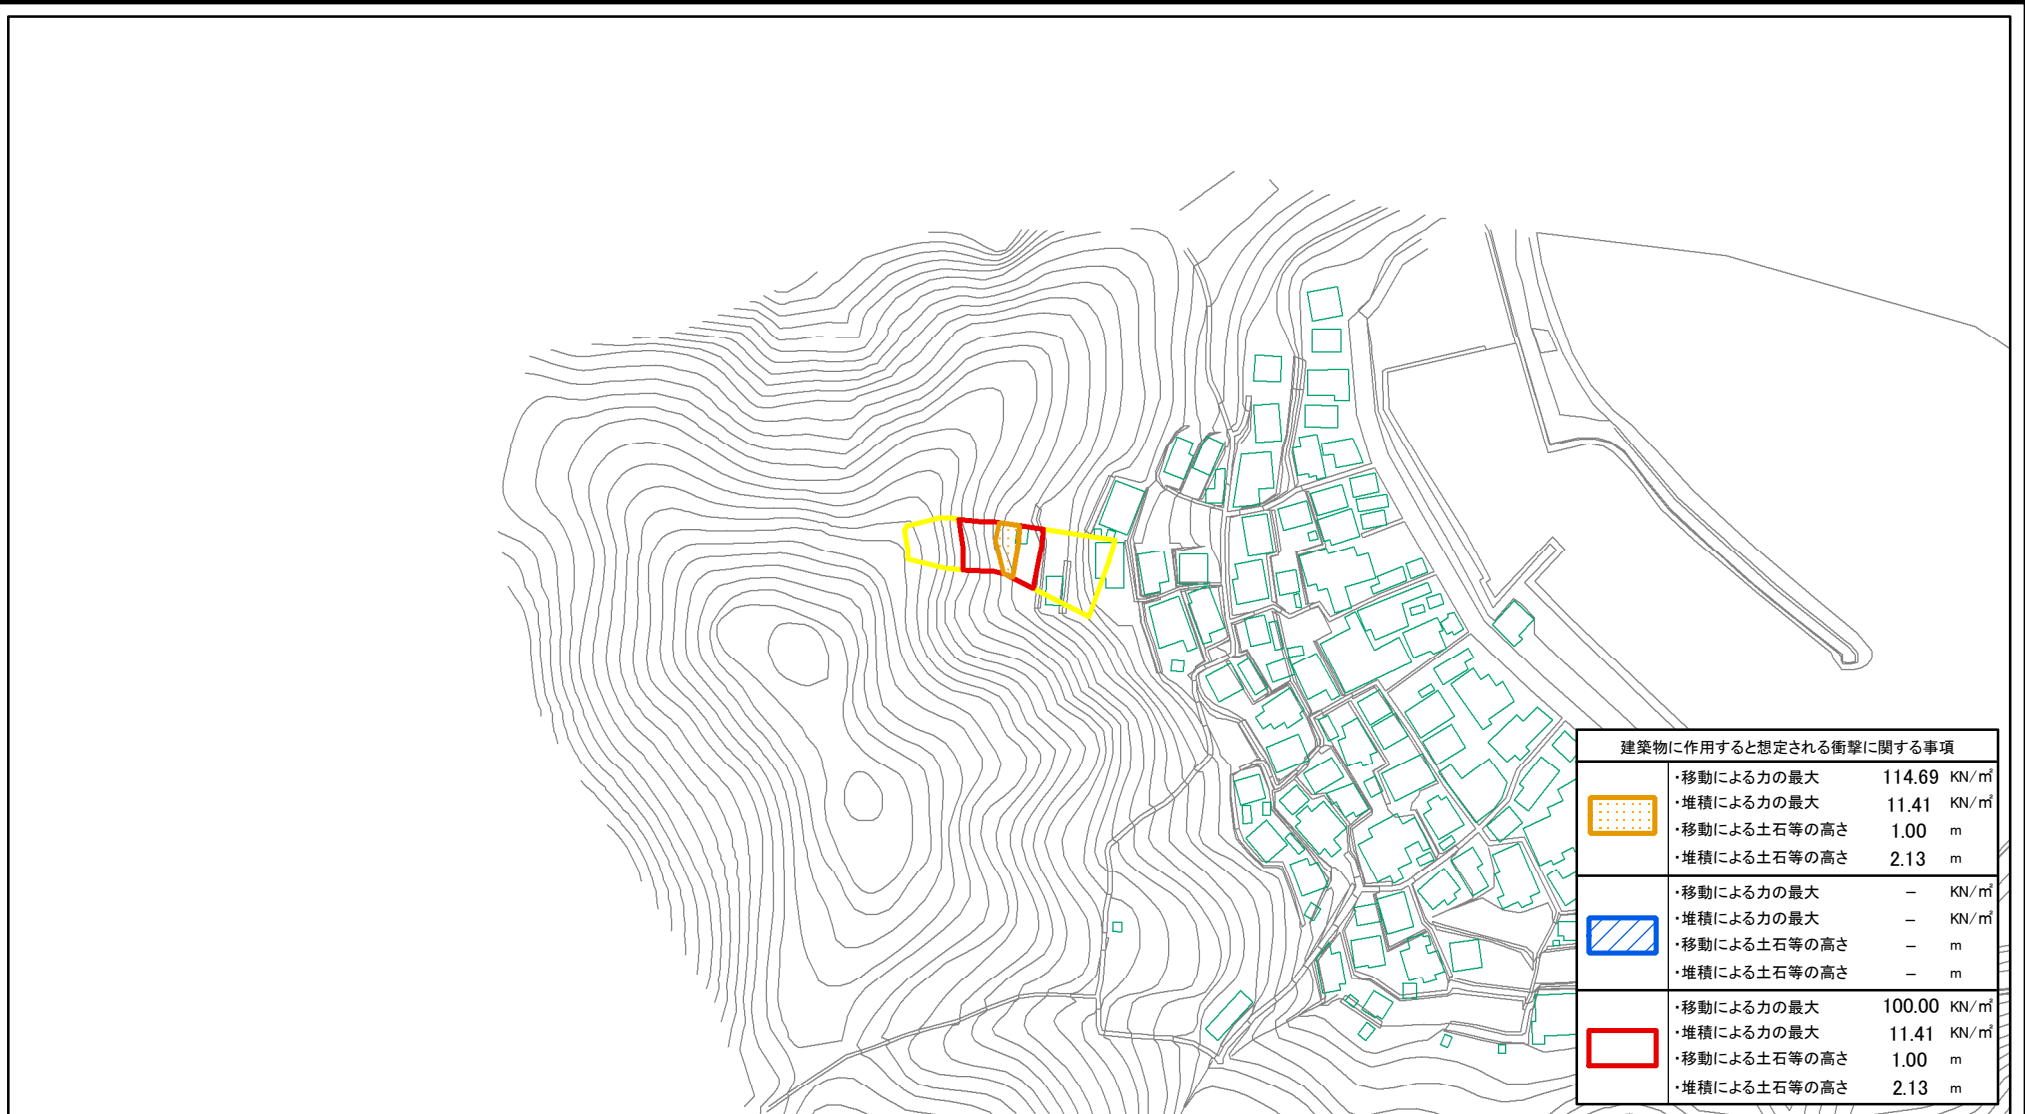 建築物に作用すると想定される衝撃に関する事項
・移動による力の最大 114.69 KN/㎡
・堆積による力の最大 11.41 KN/㎡
・移動による土石等の高さ 1.00 m
・堆積による土石等の高さ 2.13 m
・移動による力の最大 － KN/㎡
・堆積による力の最大 － KN/㎡
・移動による土石等の高さ － m
・堆積による土石等の高さ － m
・移動による力の最大 100.00 KN/㎡
・堆積による力の最大 11.41 KN/㎡
・移動による土石等の高さ 1.00 m
・堆積による土石等の高さ 2.13 m